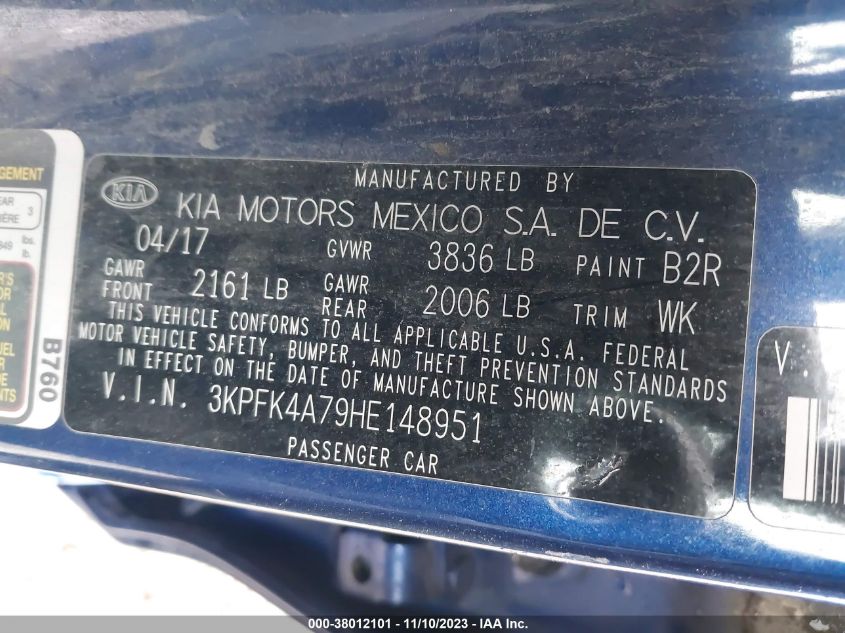 MANUFACTURED BY
KIA KIA MOTORS MEXICO S.A. DE C.V.
04/17 GVWR 3836 LB PAINT B2R
GAWR FRONT 2161 LB GAWR REAR 2006 LB TRIM WK
THIS VEHICLE CONFORMS TO ALL APPLICABLE U.S.A. FEDERAL
MOTOR VEHICLE SAFETY, BUMPER, AND THEFT PREVENTION STANDARDS
IN EFFECT ON THE DATE OF MANUFACTURE SHOWN ABOVE.
V.I.N. 3KPFK4A79HE148951
PASSENGER CAR
B760
3
lbs.
lb.
V.
000-38012101 - 11/10/2023 - IAA Inc.